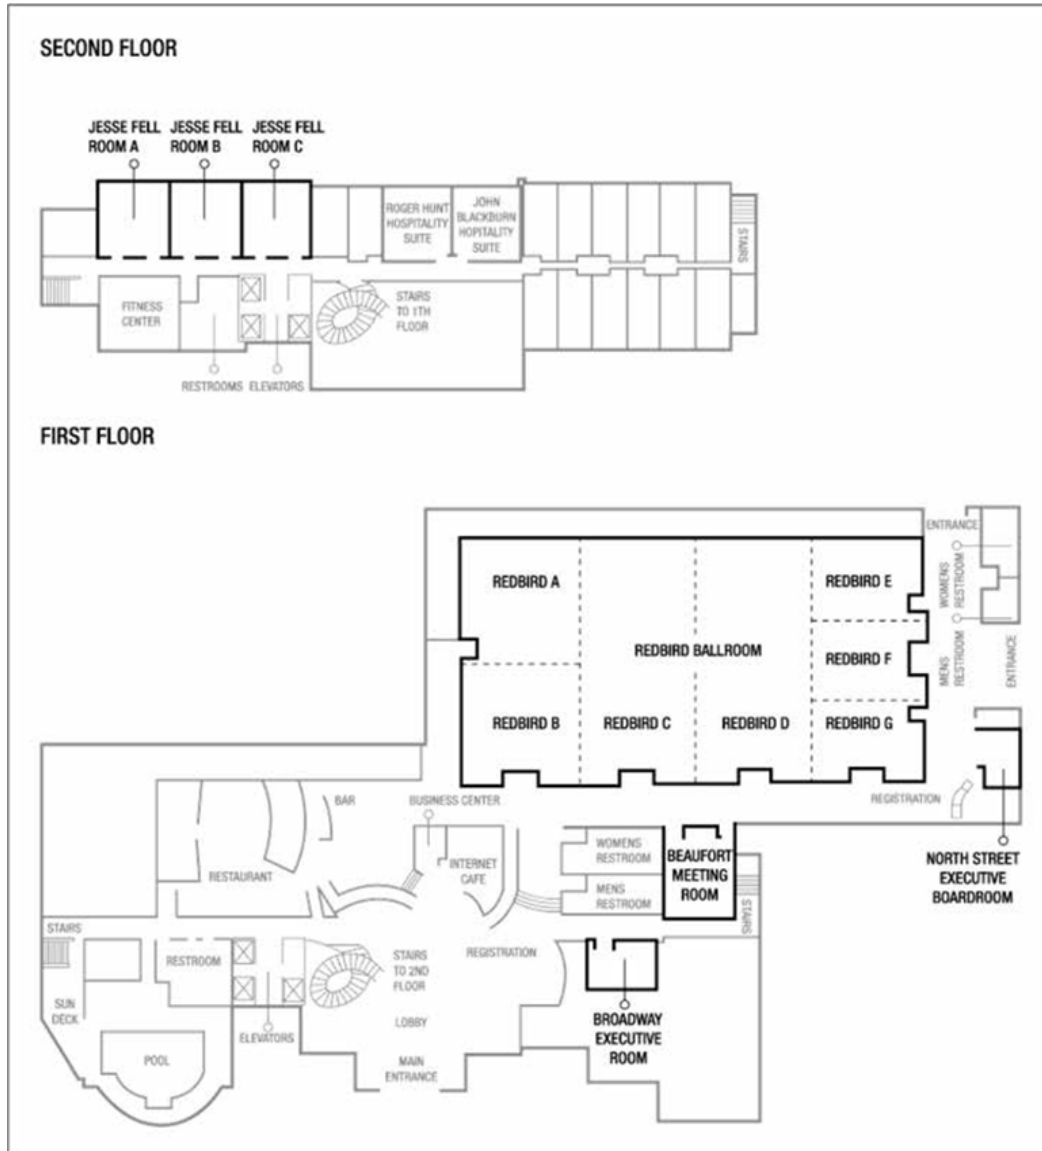 SECOND FLOOR
JESSE FELL
ROOM A
JESSE FELL
ROOM B
JESSE FELL
ROOM C
ROGER HUNT
HOSPITALITY
SUITE
JOHN
BLACKBURN
HOPITALITY
SUITE
STAIRS
FITNESS
CENTER
STAIRS
TO 1TH
FLOOR
RESTROOMS
ELEVATORS
FIRST FLOOR
ENTRANCE
WOMENS
RESTROOM
MENS
RESTROOM
ENTRANCE
REDBIRD A
REDBIRD E
REDBIRD BALLROOM
REDBIRD F
REDBIRD B
REDBIRD C
REDBIRD D
REDBIRD G
REGISTRATION
NORTH STREET
EXECUTIVE
BOARDROOM
BAR
BUSINESS CENTER
RESTAURANT
INTERNET
CAFE
WOMENS
RESTROOM
MENS
RESTROOM
BEAUFORT
MEETING
ROOM
STAIRS
STAIRS
RESTROOM
STAIRS
TO 2ND
FLOOR
REGISTRATION
SUN
DECK
ELEVATORS
LOBBY
BROADWAY
EXECUTIVE
ROOM
POOL
MAIN
ENTRANCE